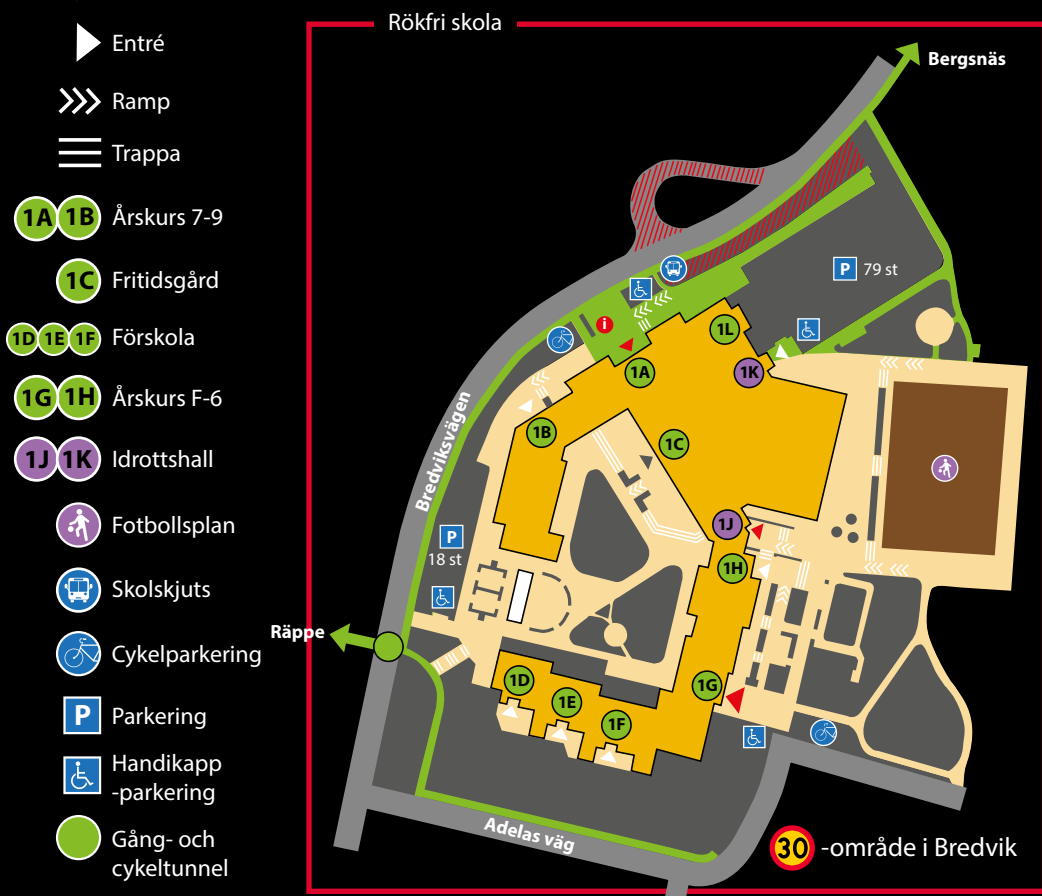 Entré
Ramp
Trappa
1A 1B Årskurs 7-9
1C Fritidsgård
1D 1E 1F Förskola
1G 1H Årskurs F-6
1J 1K Idrottshall
Fotbollsplan
Skolskjuts
Cykelparkering
P Parkering
Handikapp
-parkering
Gång- och
cykeltunnel
Rökfri skola
Bergsnäs
P 79 st
i
1L
1A
1K
1B
1C
Bredviksvägen
1J
P
18 st
1H
Räppe
1D
1E
1F
1G
Adelas väg
30 -område i Bredvik